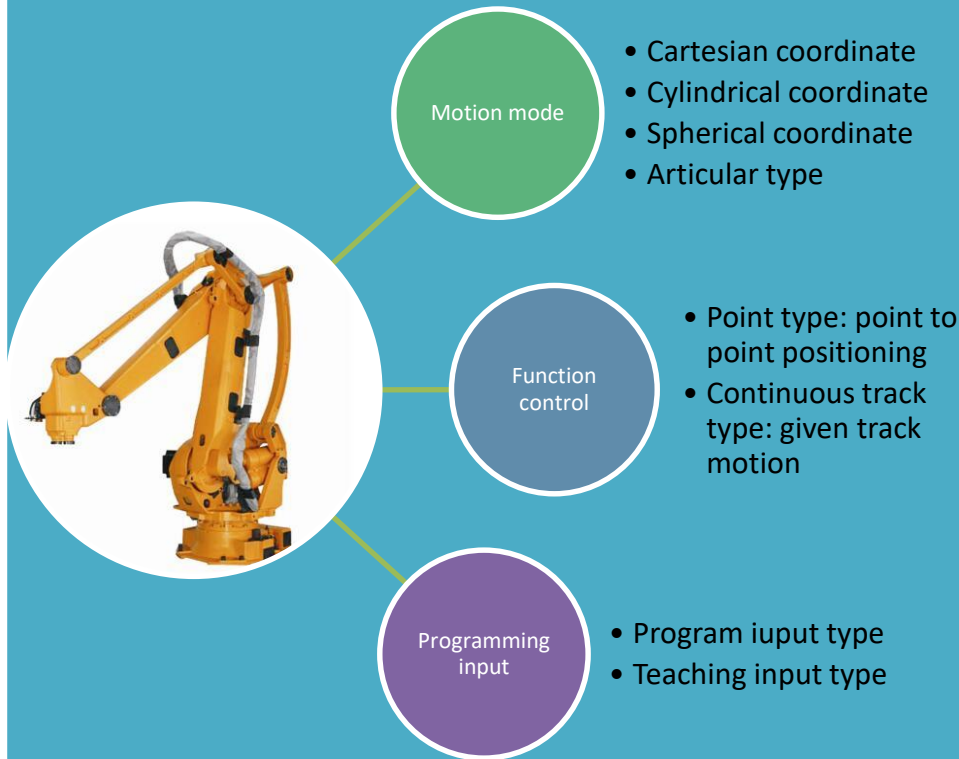 Motion mode
• Cartesian coordinate
• Cylindrical coordinate
• Spherical coordinate
• Articular type
Function
control
• Point type: point to
point positioning
• Continuous track
type: given track
motion
Programming
input
• Program iuput type
• Teaching input type